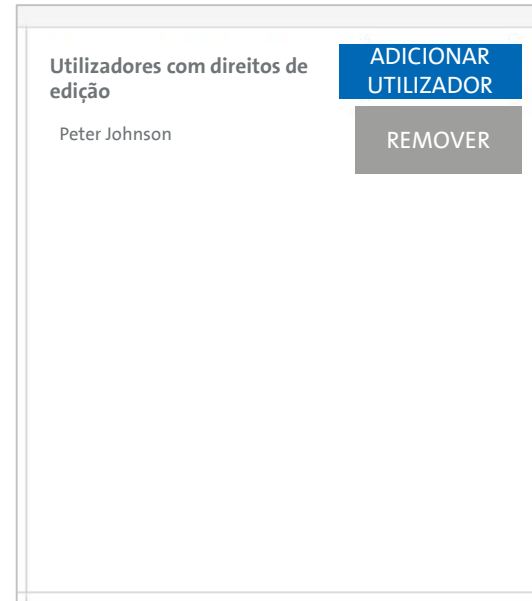 Utilizadores com direitos de
edição
ADICIONAR
UTILIZADOR
Peter Johnson
REMOVER